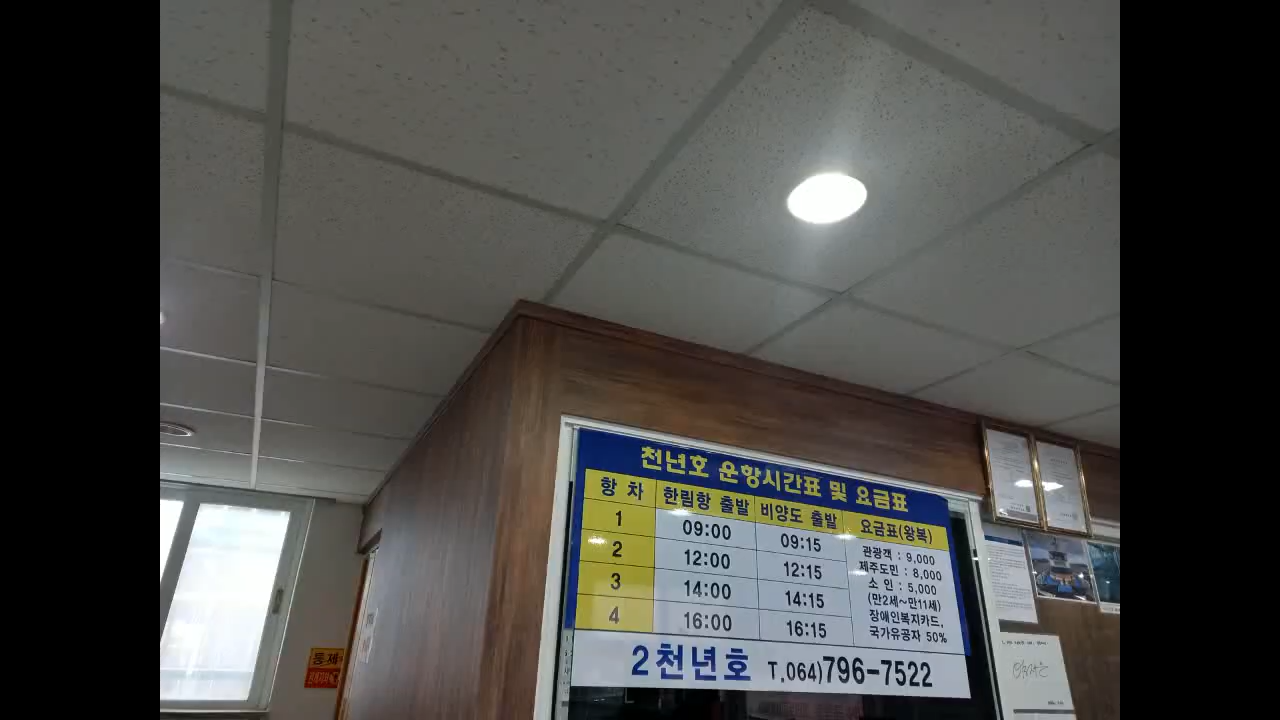 천년호 운항시간표 및 요금표
항 차 한림항 출발 비양도 출발 요금표(왕복)
1 09:00 09:15
2 12:00 12:15
3 14:00 14:15
4 16:00 16:15
관광객 : 9,000
제주도민 : 8,000
소 인 : 5,000
(만2세~만11세)
장애인복지카드,
국가유공자 50%
2천년호 T.064)796-7522
통제